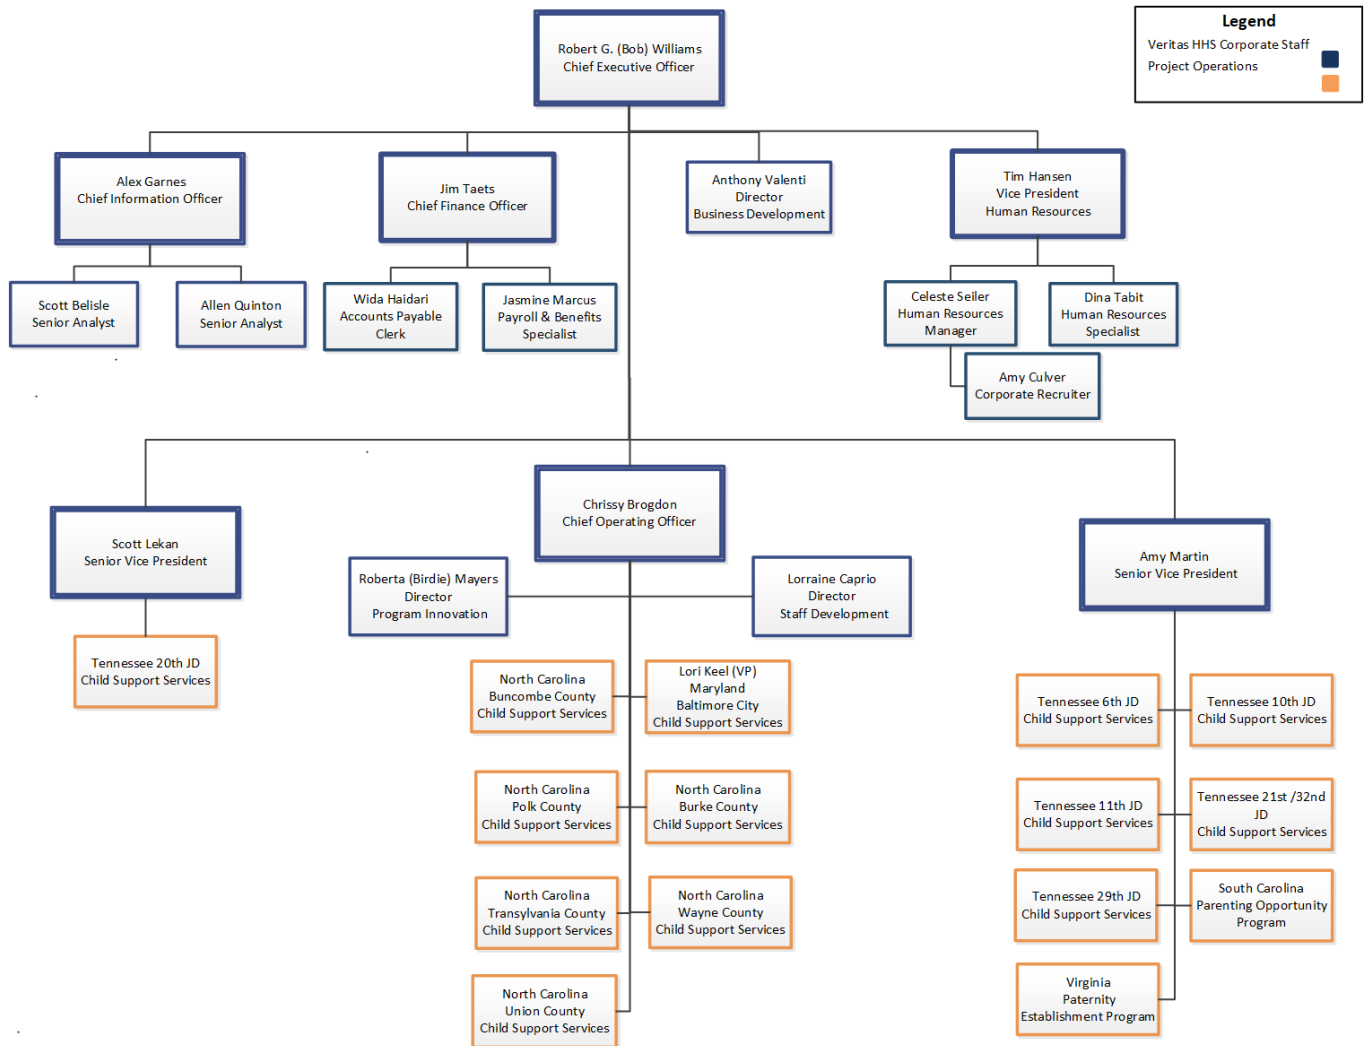 Robert G. (Bob) Williams
Chief Executive Officer
Legend
Veritas HHS Corporate Staff
Project Operations
Alex Garnes
Chief Information Officer
Jim Taets
Chief Finance Officer
Anthony Valenti
Director
Business Development
Tim Hansen
Vice President
Human Resources
Scott Belisle
Senior Analyst
Allen Quinton
Senior Analyst
Wida Haidari
Accounts Payable
Clerk
Jasmine Marcus
Payroll & Benefits
Specialist
Celeste Seiler
Human Resources
Manager
Dina Tabit
Human Resources
Specialist
Amy Culver
Corporate Recruiter
Scott Lekan
Senior Vice President
Chrissy Brogdon
Chief Operating Officer
Amy Martin
Senior Vice President
Roberta (Birdie) Mayers
Director
Program Innovation
Lorraine Caprio
Director
Staff Development
Tennessee 20th JD
Child Support Services
North Carolina
Buncombe County
Child Support Services
Lori Keel (VP)
Maryland
Baltimore City
Child Support Services
North Carolina
Polk County
Child Support Services
North Carolina
Burke County
Child Support Services
North Carolina
Transylvania County
Child Support Services
North Carolina
Wayne County
Child Support Services
North Carolina
Union County
Child Support Services
Tennessee 6th JD
Child Support Services
Tennessee 10th JD
Child Support Services
Tennessee 11th JD
Child Support Services
Tennessee 21st /32nd
JD
Child Support Services
Tennessee 29th JD
Child Support Services
South Carolina
Parenting Opportunity
Program
Virginia
Paternity
Establishment Program